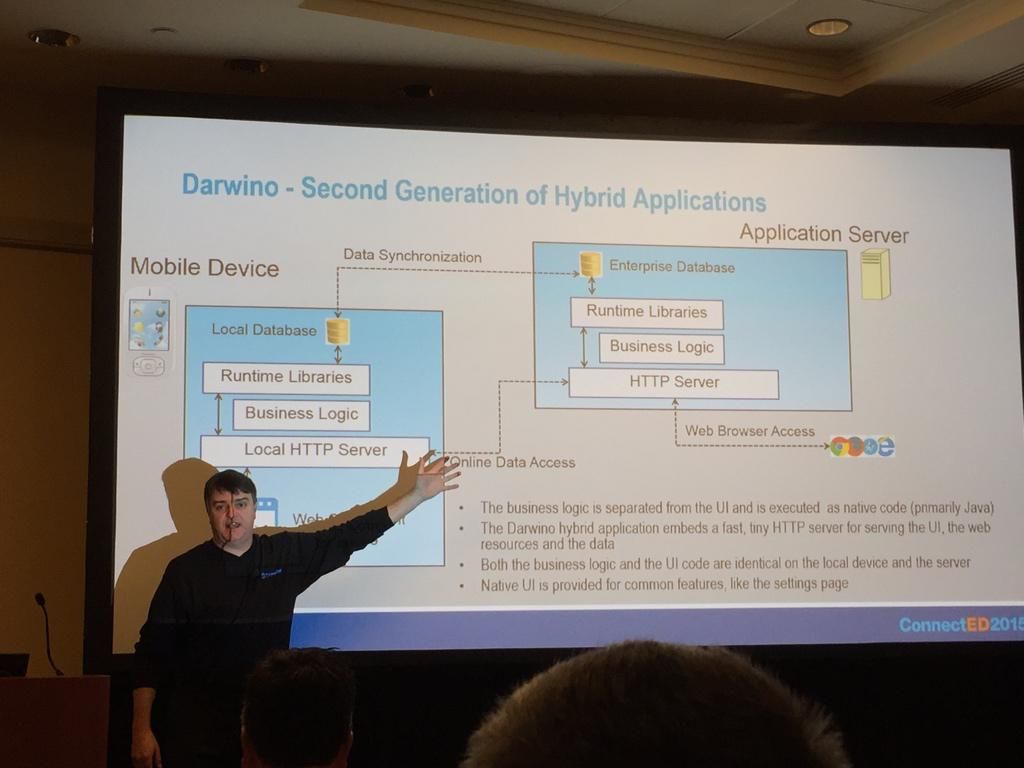 Darwino - Second Generation of Hybrid Applications
Application Server
Data Synchronization
Enterprise Database
Mobile Device
Runtime Libraries
Local Database
Business Logic
Runtime Libraries
HTTP Server
Business Logic
Web Browser Access
Local HTTP Server
Online Data Access
• The business logic is separated from the UI and is executed as native code (primarily Java)
• The Darwino hybrid application embeds a fast, tiny HTTP server for serving the UI, the web
resources and the data
• Both the business logic and the UI code are identical on the local device and the server
• Native UI is provided for common features, like the settings page
Web
ConnectED2015